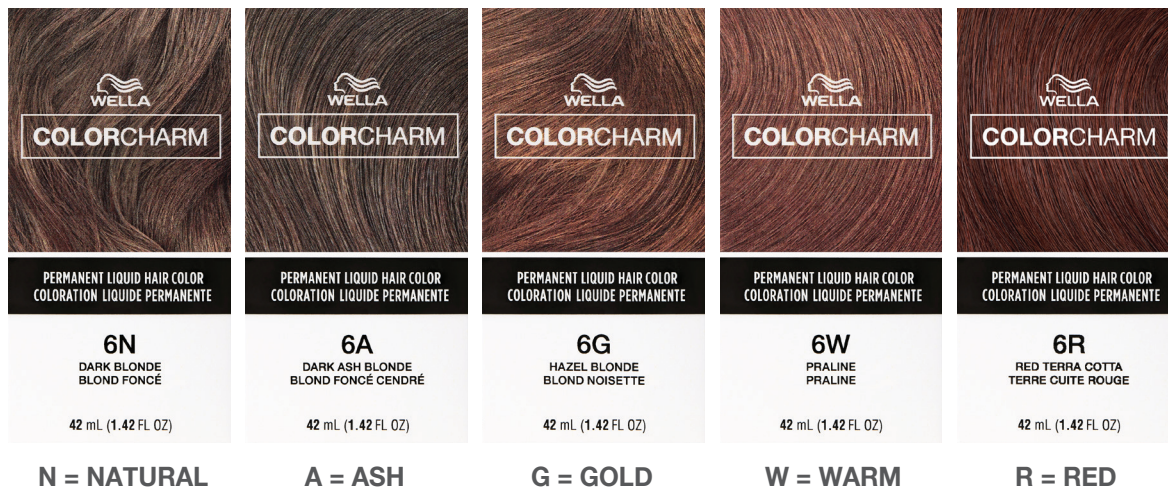 WELLA
COLORCHARM
PERMANENT LIQUID HAIR COLOR
COLORATION LIQUIDE PERMANENTE
6N
DARK BLONDE
BLOND FONCÉ
42 mL (1.42 FL OZ)
N = NATURAL
WELLA
COLORCHARM
PERMANENT LIQUID HAIR COLOR
COLORATION LIQUIDE PERMANENTE
6A
DARK ASH BLONDE
BLOND FONCÉ CENDRÉ
42 mL (1.42 FL OZ)
A = ASH
WELLA
COLORCHARM
PERMANENT LIQUID HAIR COLOR
COLORATION LIQUIDE PERMANENTE
6G
HAZEL BLONDE
BLOND NOISETTE
42 mL (1.42 FL OZ)
G = GOLD
WELLA
COLORCHARM
PERMANENT LIQUID HAIR COLOR
COLORATION LIQUIDE PERMANENTE
6W
PRALINE
PRALINE
42 mL (1.42 FL OZ)
W = WARM
WELLA
COLORCHARM
PERMANENT LIQUID HAIR COLOR
COLORATION LIQUIDE PERMANENTE
6R
RED TERRA COTTA
TERRE CUITE ROUGE
42 mL (1.42 FL OZ)
R = RED